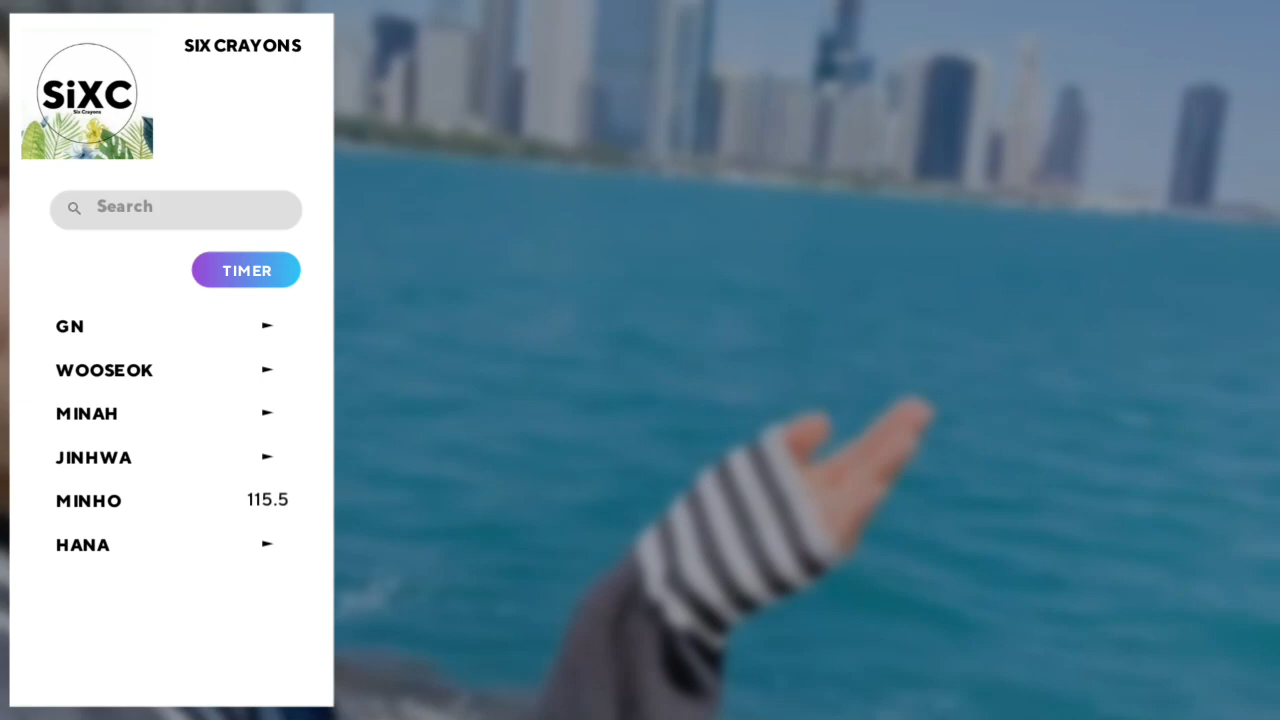 SIX CRAYONS
SiXC
Six Crayons
Search
TIMER
GN
WOOSEOK
MINAH
JINHWA
MINHO 115.5
HANA